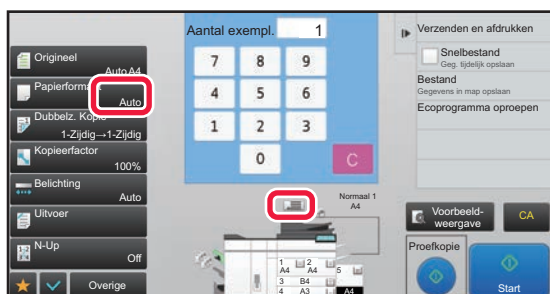 Aantal exempl. 1
Verzenden en afdrukken
Snelbestand
Geg. tijdelijk opslaan
Bestand
Gegevens in map opslaan
Ecoprogramma oproepen
Origineel
Auto A4
Papierformaat
Auto
Dubbelz. Kopie
1-Zijdig→1-Zijdig
Kopieerfactor
100%
Belichting
Auto
Uitvoer
N-Up
Off
Overige
7 8 9
4 5 6
1 2 3
0 C
Normaal 1
A4
1 2
A4 A4 5
3 B4
4 A3 A4
Voorbeeld-
weergave
CA
Proefkopie
Start